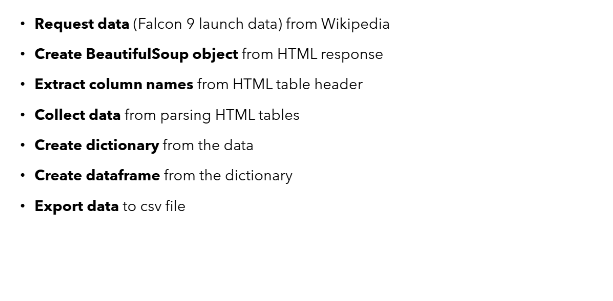 • Request data (Falcon 9 launch data) from Wikipedia
• Create BeautifulSoup object from HTML response
• Extract column names from HTML table header
• Collect data from parsing HTML tables
• Create dictionary from the data
• Create dataframe from the dictionary
• Export data to csv file